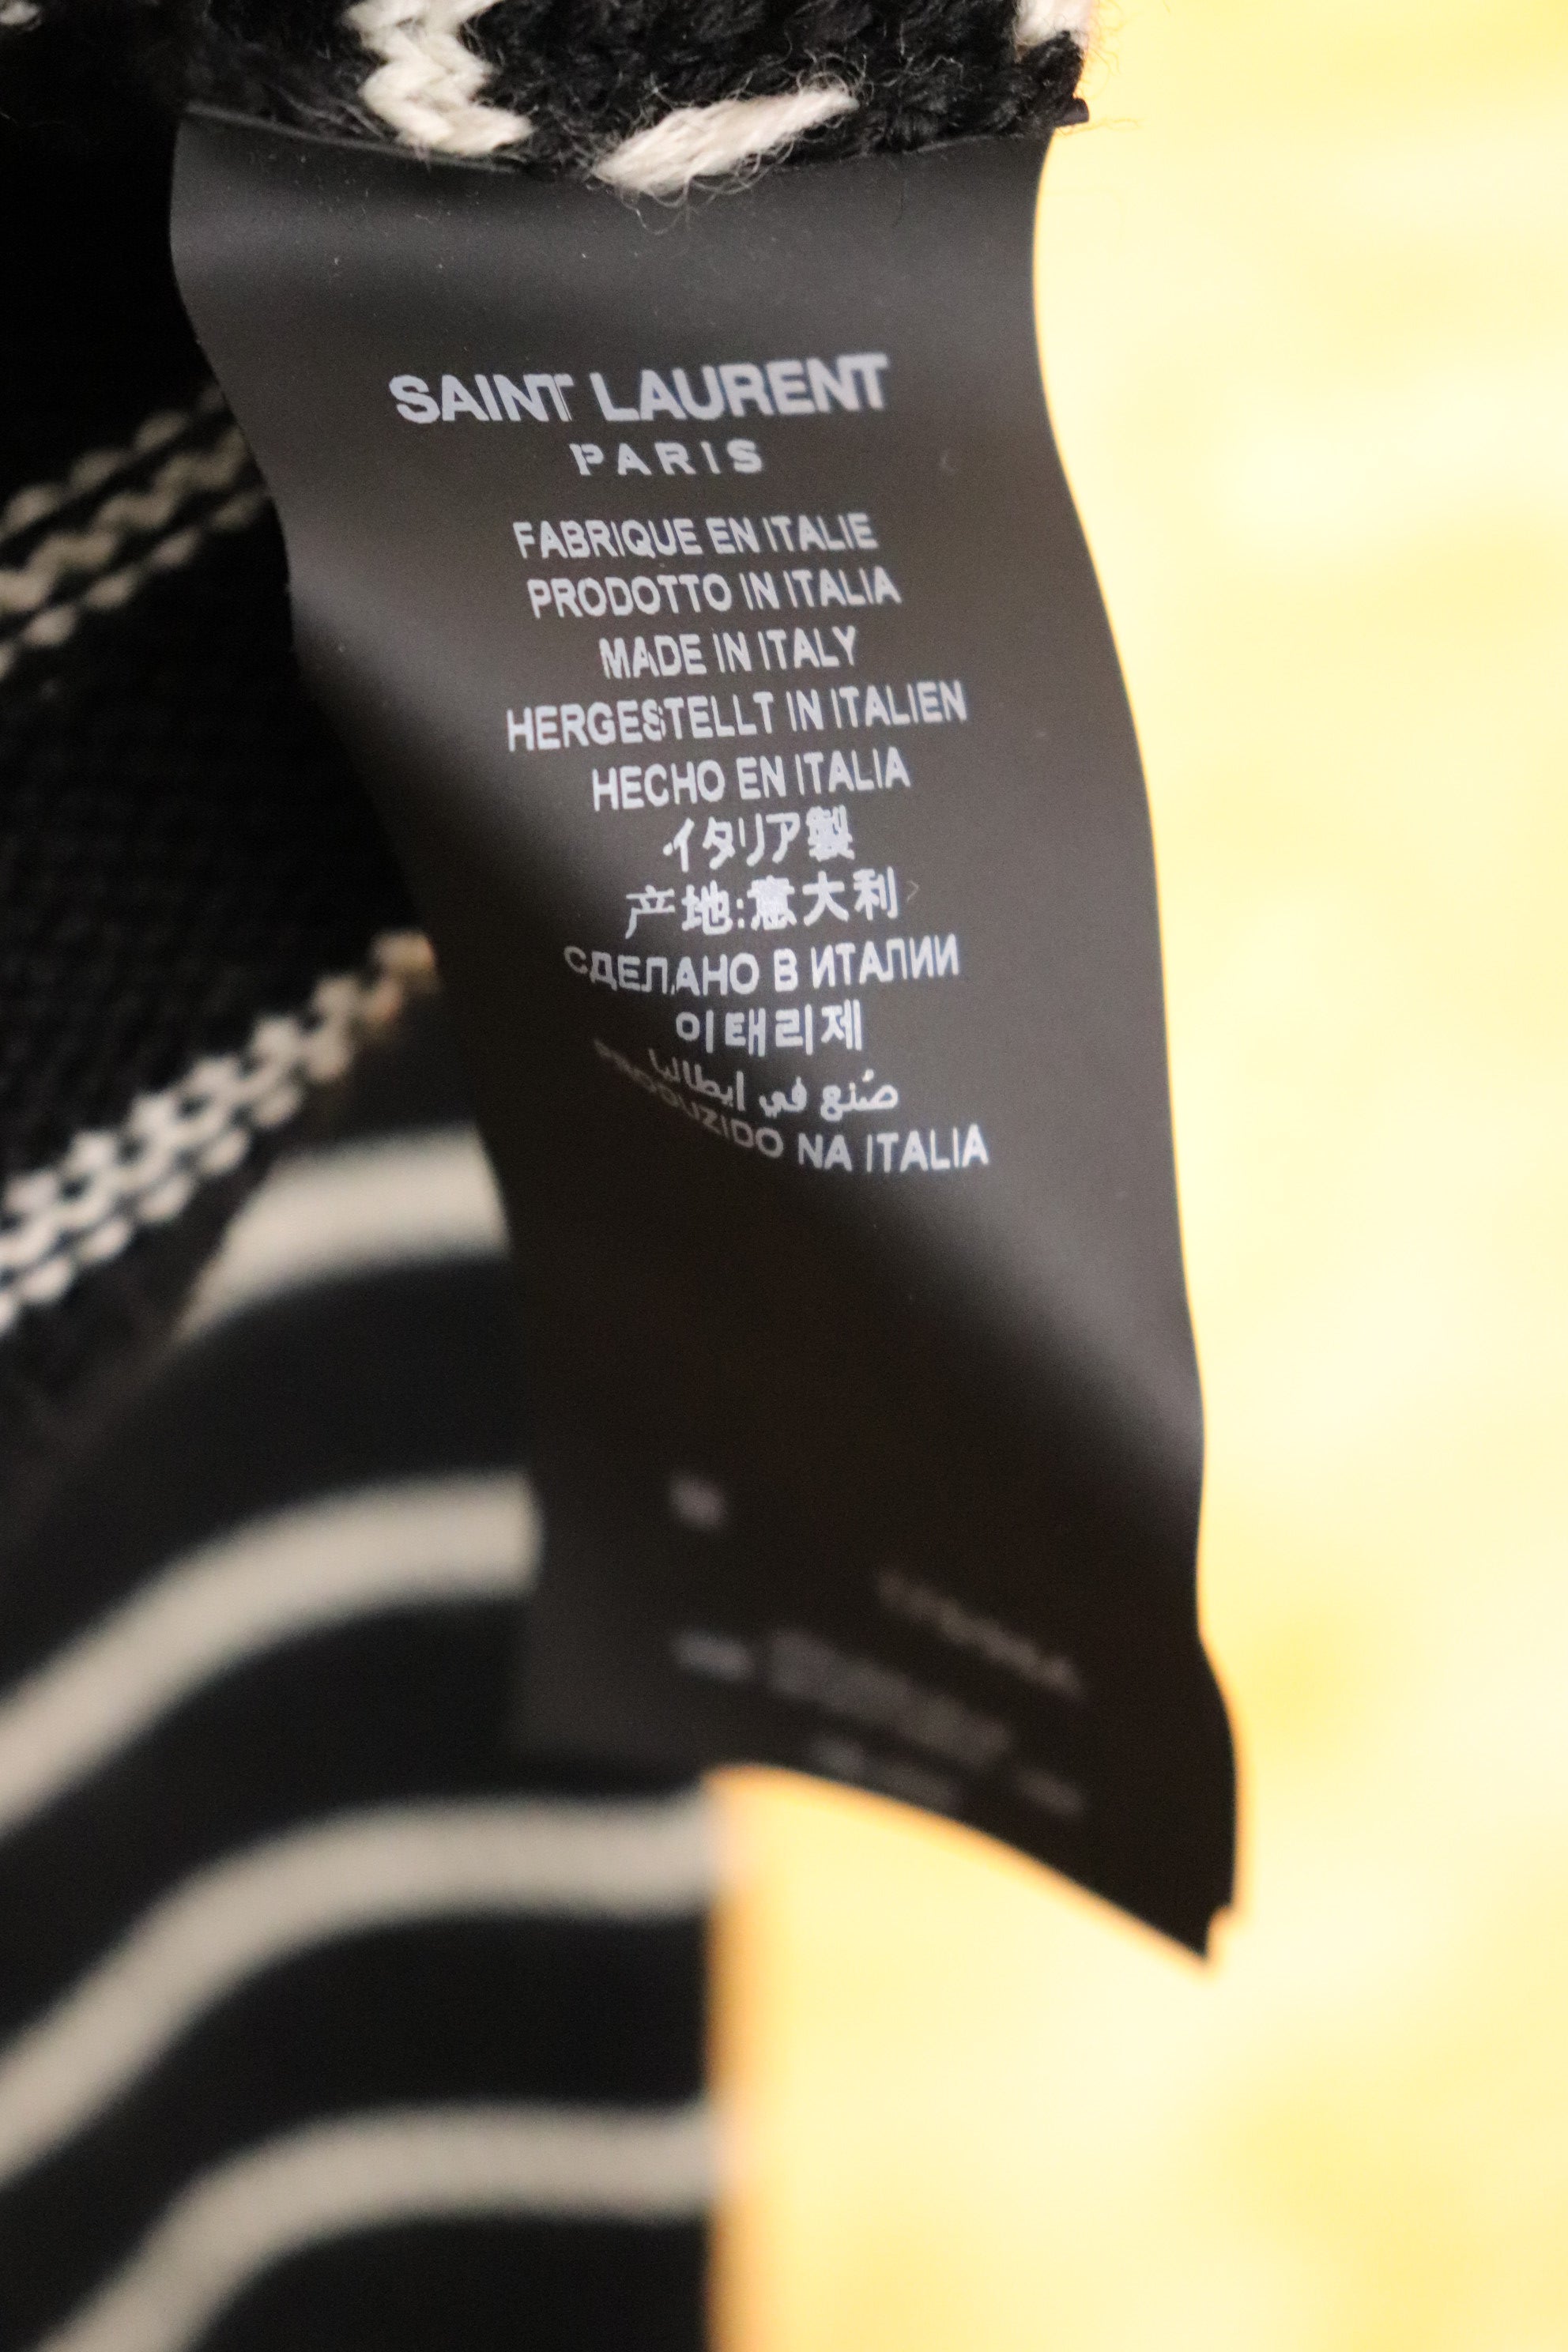 SAINT LAURENT
PARIS
FABRIQUE EN ITALIE
PRODOTTO IN ITALIA
MADE IN ITALY
HERGESTELLT IN ITALIEN
HECHO EN ITALIA
イタリア製
产地:意大利
СДЕЛАНО В ИТАЛИИ
이태리제
صُنع في ايطاليا
PRODUZIDO NA ITALIA